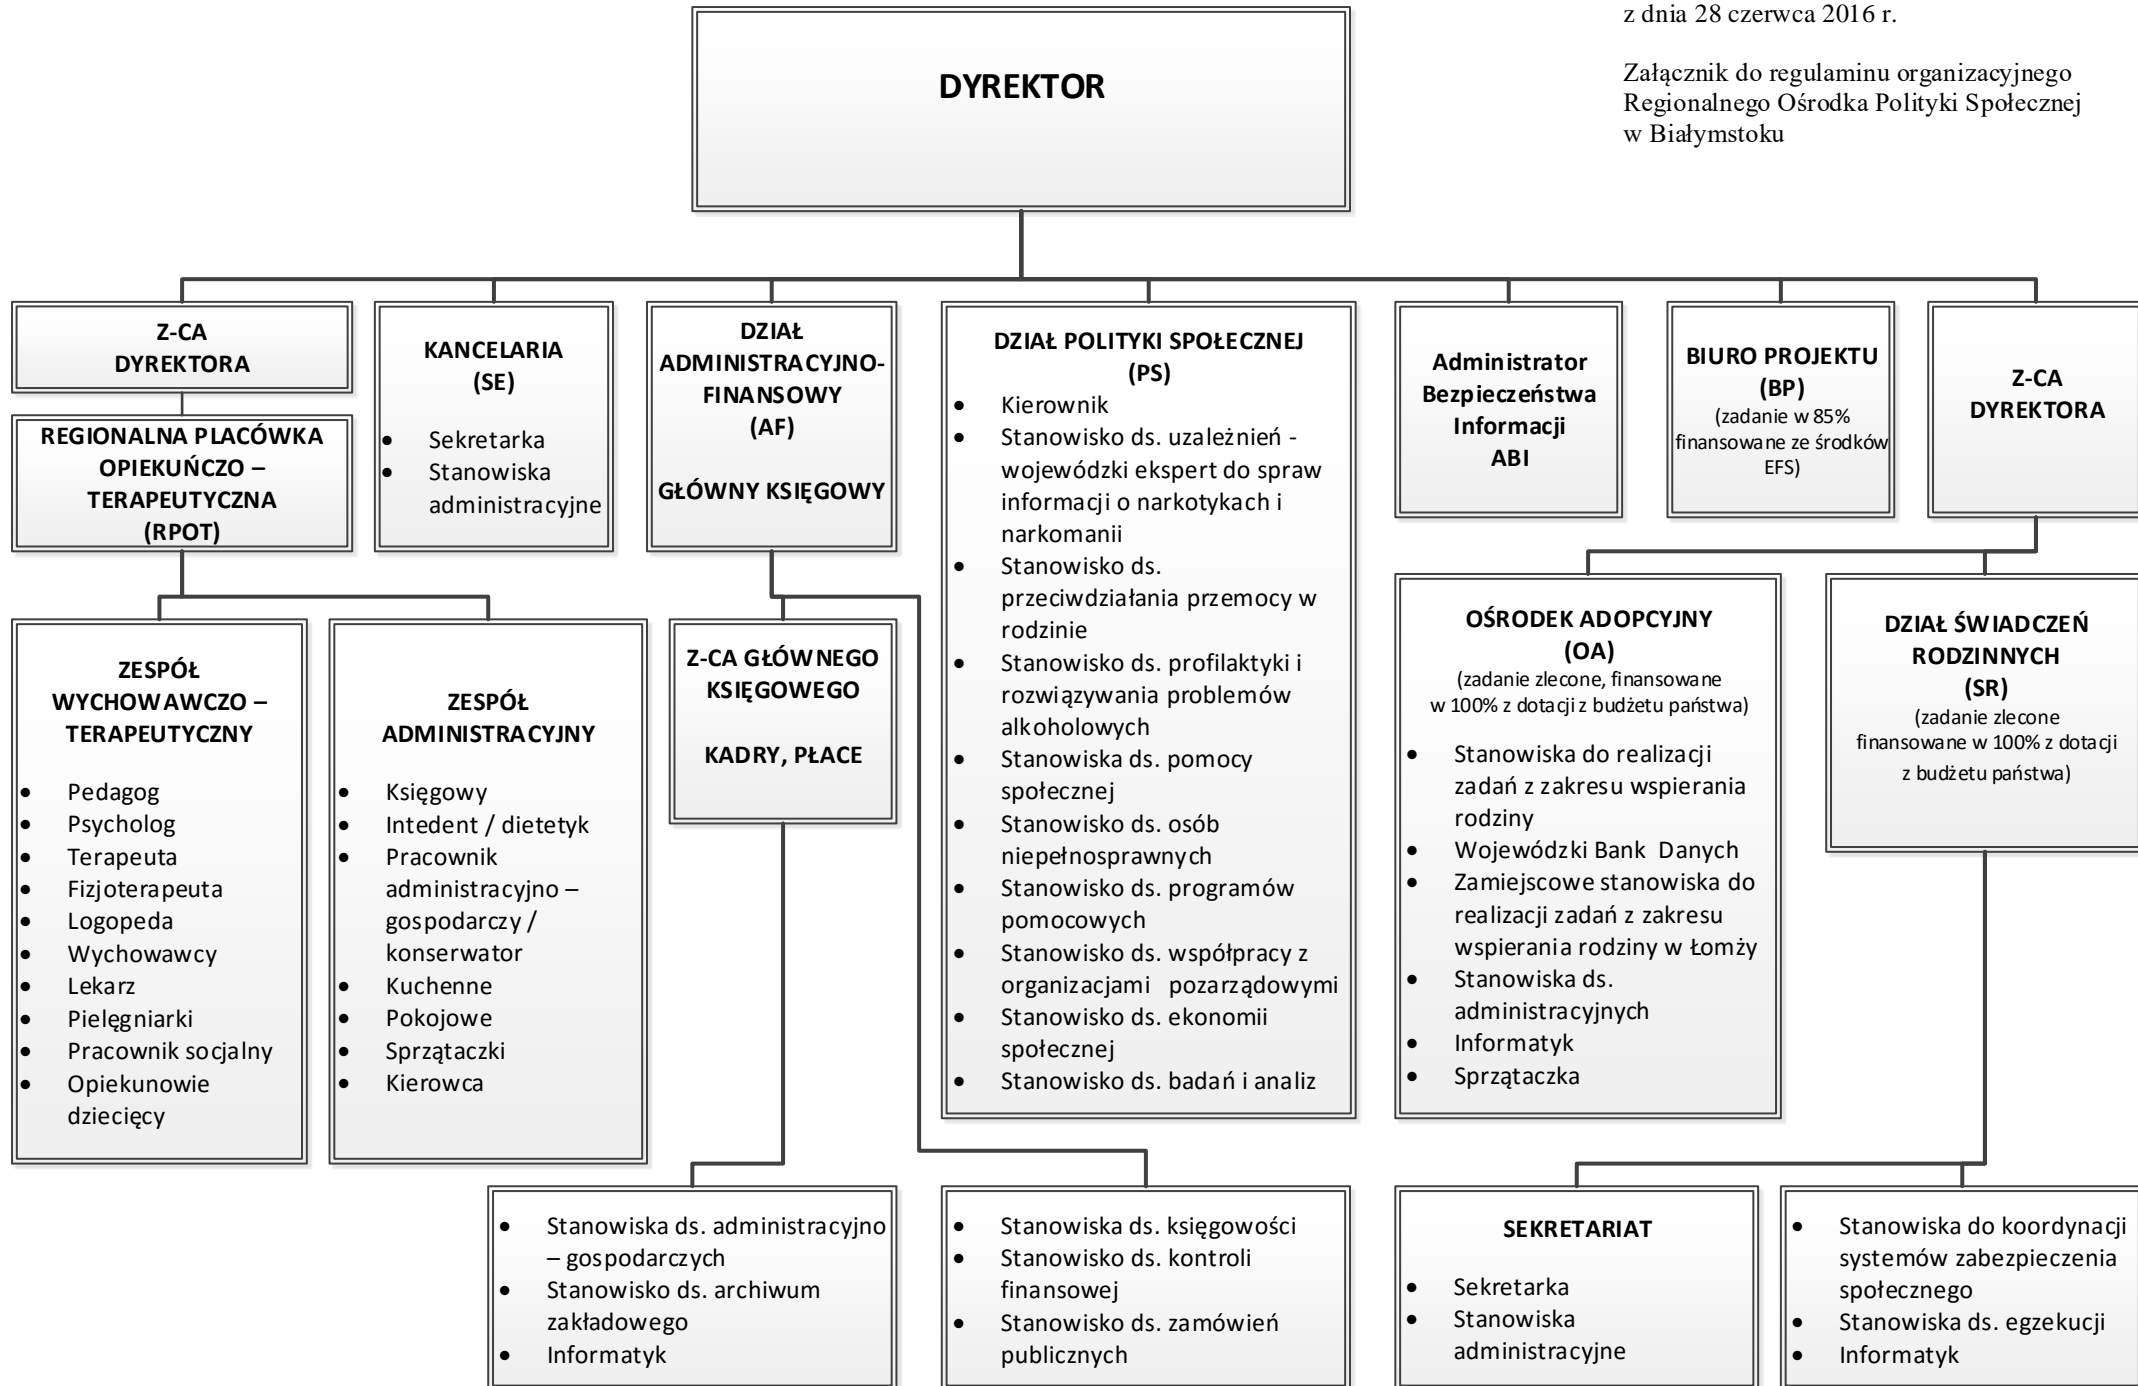 z dnia 28 czerwca 2016 r.
Załącznik do regulaminu organizacyjnego
Regionalnego Ośrodka Polityki Społecznej
w Białymstoku
DYREKTOR
Z-CA
DYREKTORA
REGIONALNA PLACÓWKA
OPIEKUŃCZO –
TERAPEUTYCZNA
(RPOT)
KANCELARIA
(SE)
• Sekretarka
• Stanowiska
administracyjne
DZIAŁ
ADMINISTRACYJNO-
FINANSOWY
(AF)
GŁÓWNY KSIĘGOWY
DZIAŁ POLITYKI SPOŁECZNEJ
(PS)
• Kierownik
• Stanowisko ds. uzależnień -
wojewódzki ekspert do spraw
informacji o narkotykach i
narkomanii
• Stanowisko ds.
przeciwdziałania przemocy w
rodzinie
• Stanowisko ds. profilaktyki i
rozwiązywania problemów
alkoholowych
• Stanowiska ds. pomocy
społecznej
• Stanowisko ds. osób
niepełnosprawnych
• Stanowisko ds. programów
pomocowych
• Stanowisko ds. współpracy z
organizacjami pozarządowymi
• Stanowisko ds. ekonomii
społecznej
• Stanowisko ds. badań i analiz
Administrator
Bezpieczeństwa
Informacji
ABI
BIURO PROJEKTU
(BP)
(zadanie w 85%
finansowane ze środków
EFS)
Z-CA
DYREKTORA
ZESPÓŁ
WYCHOWAWCZO –
TERAPEUTYCZNY
• Pedagog
• Psycholog
• Terapeuta
• Fizjoterapeuta
• Logopeda
• Wychowawcy
• Lekarz
• Pielęgniarki
• Pracownik socjalny
• Opiekunowie
dziecięcy
ZESPÓŁ
ADMINISTRACYJNY
• Księgowy
• Intedent / dietetyk
• Pracownik
administracyjno –
gospodarczy /
konserwator
• Kuchenne
• Pokojowe
• Sprzątaczki
• Kierowca
Z-CA GŁÓWNEGO
KSIĘGOWEGO
KADRY, PŁACE
OŚRODEK ADOPCYJNY
(OA)
(zadanie zlecone, finansowane
w 100% z dotacji z budżetu państwa)
• Stanowiska do realizacji
zadań z zakresu wspierania
rodziny
• Wojewódzki Bank Danych
• Zamiejscowe stanowiska do
realizacji zadań z zakresu
wspierania rodziny w Łomży
• Stanowiska ds.
administracyjnych
• Informatyk
• Sprzątaczka
DZIAŁ ŚWIADCZEŃ
RODZINNYCH
(SR)
(zadanie zlecone
finansowane w 100% z dotacji
z budżetu państwa)
• Stanowiska ds. administracyjno
– gospodarczych
• Stanowisko ds. archiwum
zakładowego
• Informatyk
• Stanowiska ds. księgowości
• Stanowisko ds. kontroli
finansowej
• Stanowisko ds. zamówień
publicznych
SEKRETARIAT
• Sekretarka
• Stanowiska
administracyjne
• Stanowiska do koordynacji
systemów zabezpieczenia
społecznego
• Stanowiska ds. egzekucji
• Informatyk